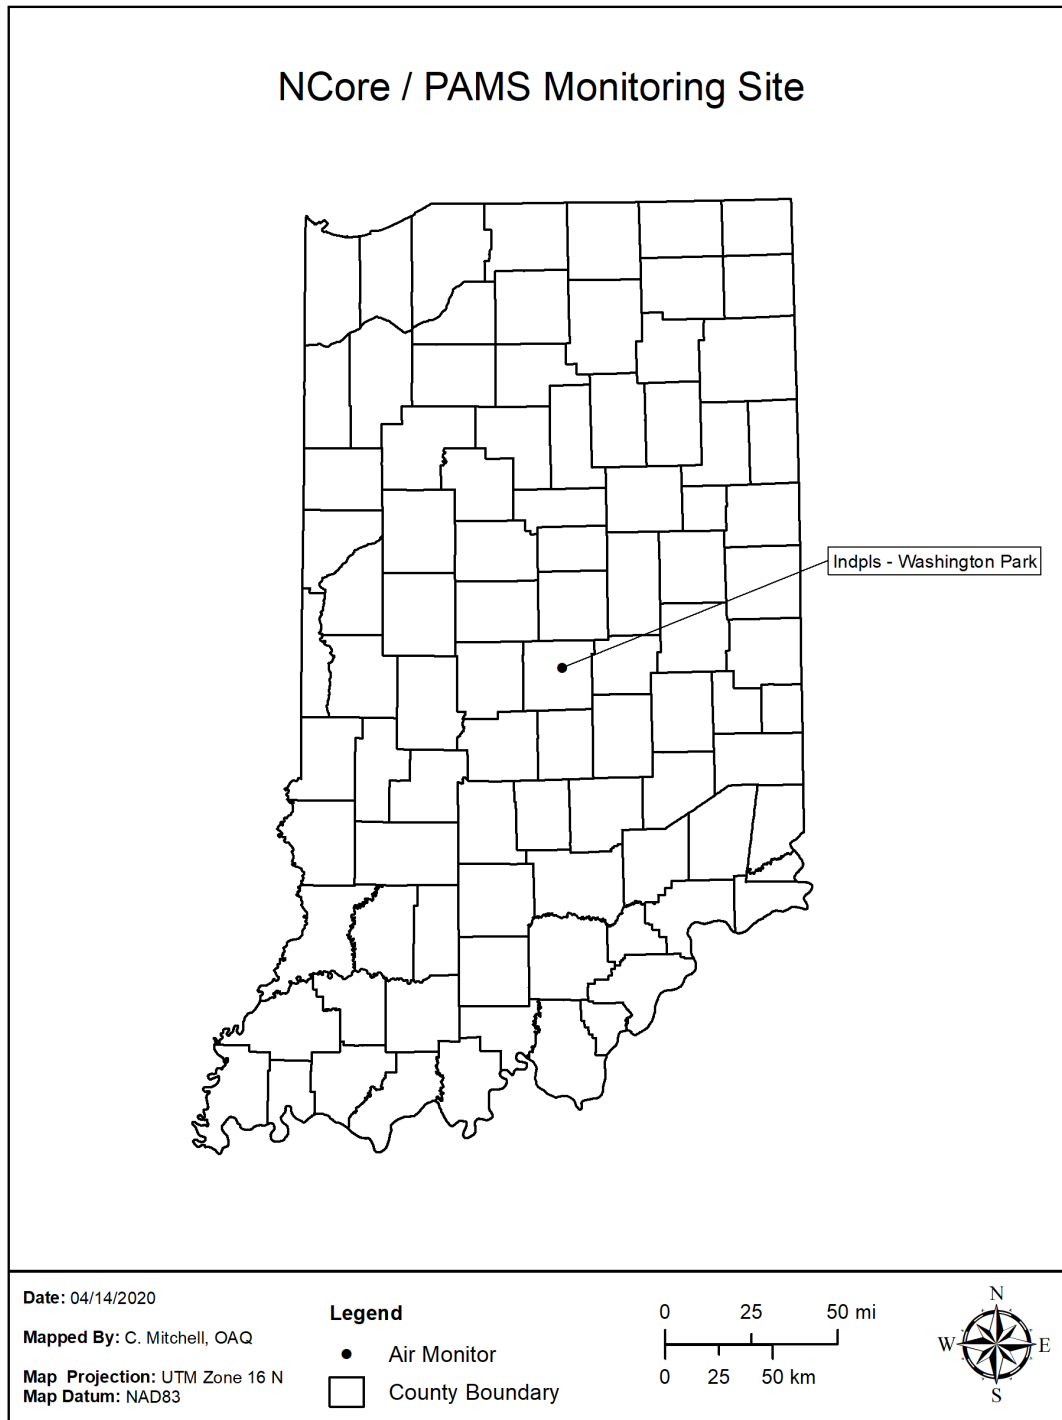 NCore / PAMS Monitoring Site
Indpls - Washington Park
Date: 04/14/2020
Mapped By: C. Mitchell, OAQ
Map Projection: UTM Zone 16 N
Map Datum: NAD83
Legend
Air Monitor
County Boundary
0 25 50 mi
0 25 50 km
N
W E
S